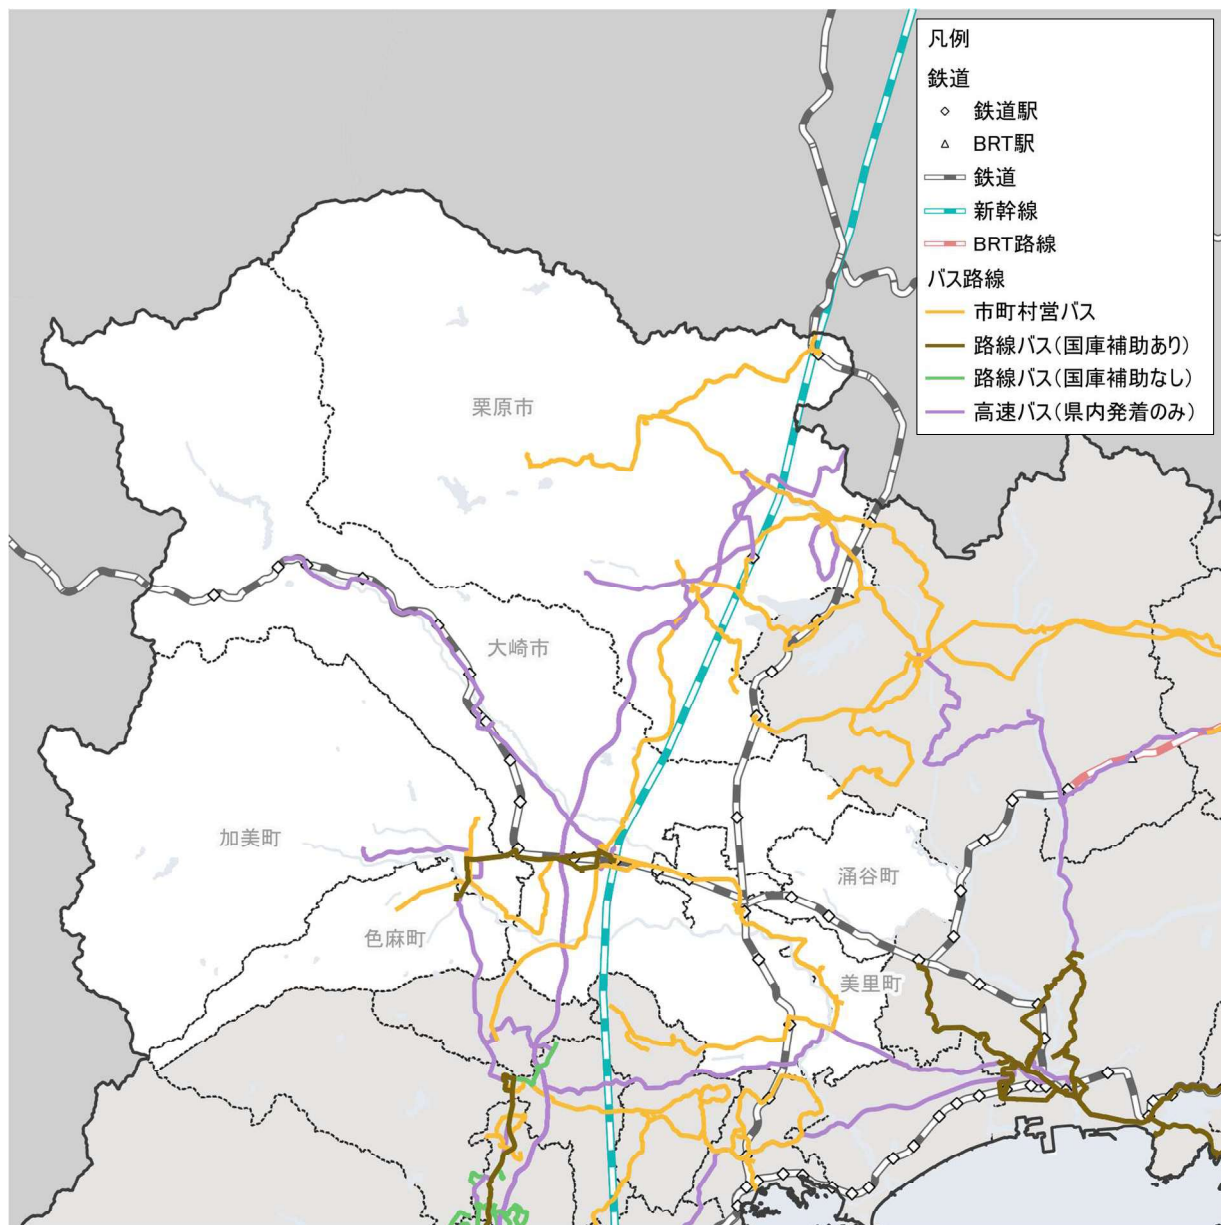 凡例
鉄道
鉄道駅
BRT駅
鉄道
新幹線
BRT路線
バス路線
市町村営バス
路線バス(国庫補助あり)
路線バス(国庫補助なし)
高速バス(県内発着のみ)
栗原市
大崎市
加美町
涌谷町
色麻町
美里町